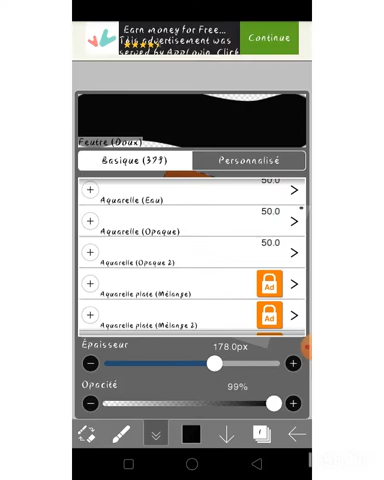 Earn money for Free...
This advertisement was
served by AppLovin. Click
Continue
Feutre (Doux)
Basique (373)
Personnalisé
50.0
Aquarelle (Eau)
50.0
Aquarelle (Opaque)
50.0
Aquarelle (Opaque 2)
Aquarelle plate (Mélange)
Ad
Aquarelle plate (Mélange 2)
Ad
Épaisseur
178.0px
Opacité
99%
1